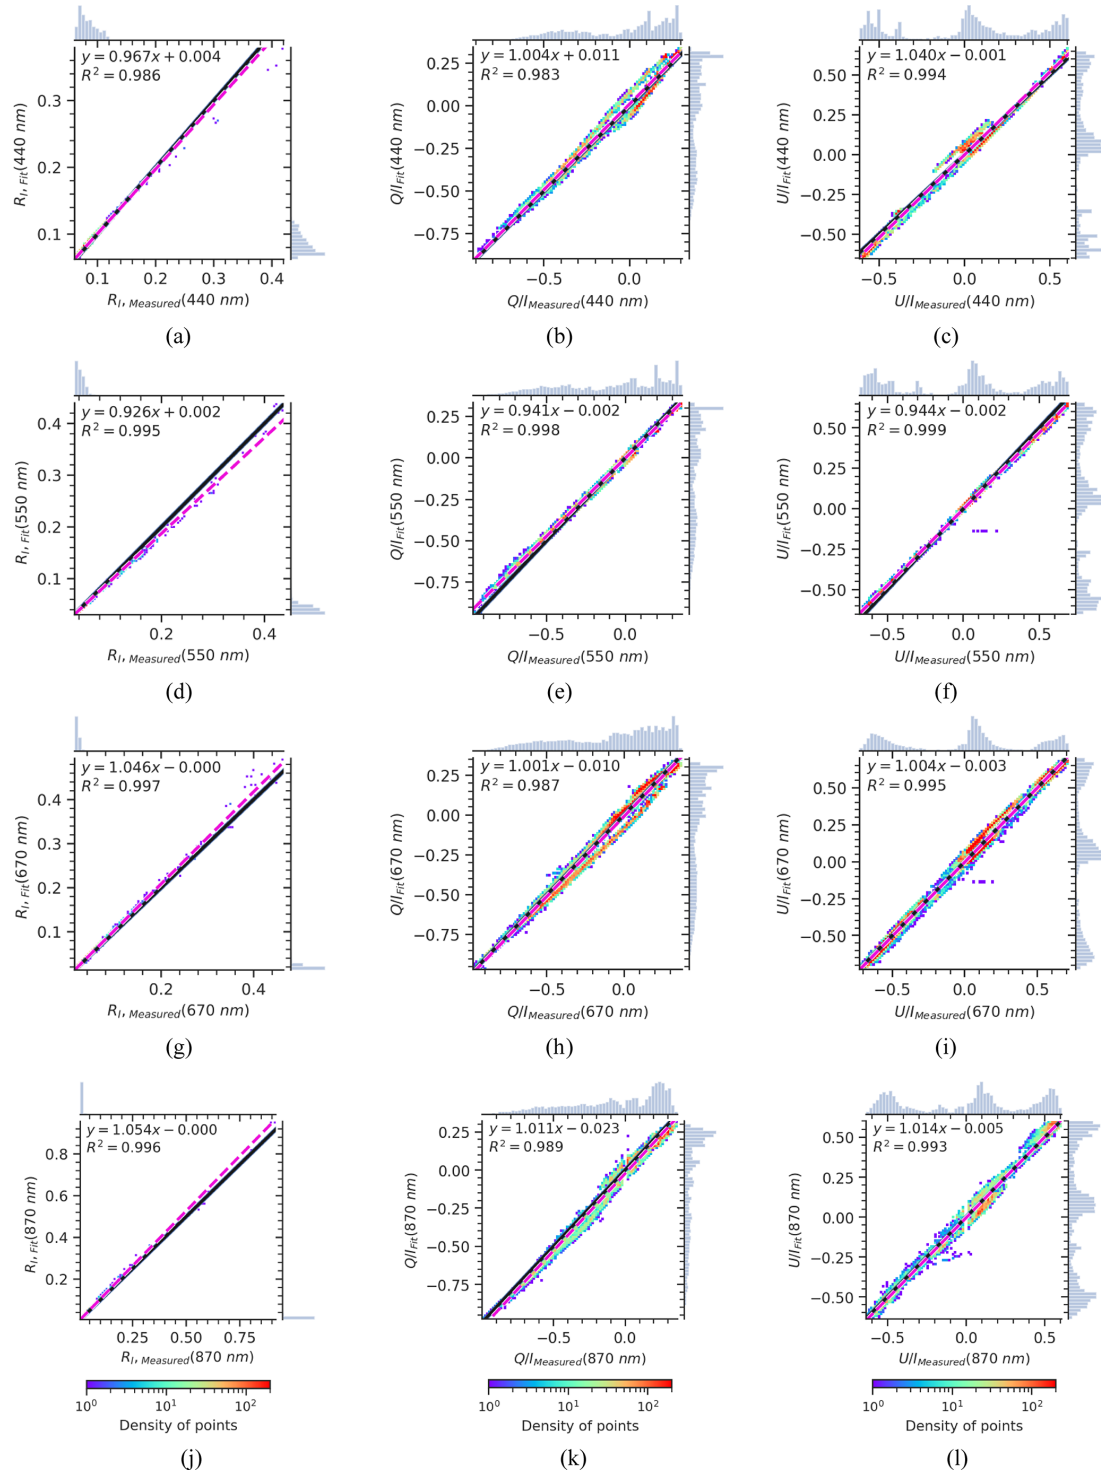 y = 0.967x + 0.004
R² = 0.986
0.3
0.2
0.1
R_I, Fit(440 nm)
0.1 0.2 0.3 0.4
R_I, Measured(440 nm)
(a)
y = 1.004x + 0.011
R² = 0.983
0.25
0.00
−0.25
−0.50
−0.75
Q/I_Fit(440 nm)
−0.5 0.0
Q/I_Measured(440 nm)
(b)
y = 1.040x − 0.001
R² = 0.994
0.50
0.25
0.00
−0.25
−0.50
U/I_Fit(440 nm)
−0.5 0.0 0.5
U/I_Measured(440 nm)
(c)
y = 0.926x + 0.002
R² = 0.995
0.4
0.3
0.2
0.1
R_I, Fit(550 nm)
0.2 0.4
R_I, Measured(550 nm)
(d)
y = 0.941x − 0.002
R² = 0.998
0.25
0.00
−0.25
−0.50
−0.75
Q/I_Fit(550 nm)
−0.5 0.0
Q/I_Measured(550 nm)
(e)
y = 0.944x − 0.002
R² = 0.999
0.50
0.25
0.00
−0.25
−0.50
U/I_Fit(550 nm)
−0.5 0.0 0.5
U/I_Measured(550 nm)
(f)
y = 1.046x − 0.000
R² = 0.997
0.4
0.3
0.2
0.1
R_I, Fit(670 nm)
0.2 0.4
R_I, Measured(670 nm)
(g)
y = 1.001x − 0.010
R² = 0.987
0.25
0.00
−0.25
−0.50
−0.75
Q/I_Fit(670 nm)
−0.5 0.0
Q/I_Measured(670 nm)
(h)
y = 1.004x − 0.003
R² = 0.995
0.50
0.25
0.00
−0.25
−0.50
U/I_Fit(670 nm)
−0.5 0.0 0.5
U/I_Measured(670 nm)
(i)
y = 1.054x − 0.000
R² = 0.996
0.8
0.6
0.4
0.2
R_I, Fit(870 nm)
0.25 0.50 0.75
R_I, Measured(870 nm)
10⁰ 10¹ 10²
Density of points
(j)
y = 1.011x − 0.023
R² = 0.989
0.25
0.00
−0.25
−0.50
−0.75
Q/I_Fit(870 nm)
−0.5 0.0
Q/I_Measured(870 nm)
10⁰ 10¹ 10²
Density of points
(k)
y = 1.014x − 0.005
R² = 0.993
0.50
0.25
0.00
−0.25
−0.50
U/I_Fit(870 nm)
−0.5 0.0 0.5
U/I_Measured(870 nm)
10⁰ 10¹ 10²
Density of points
(l)